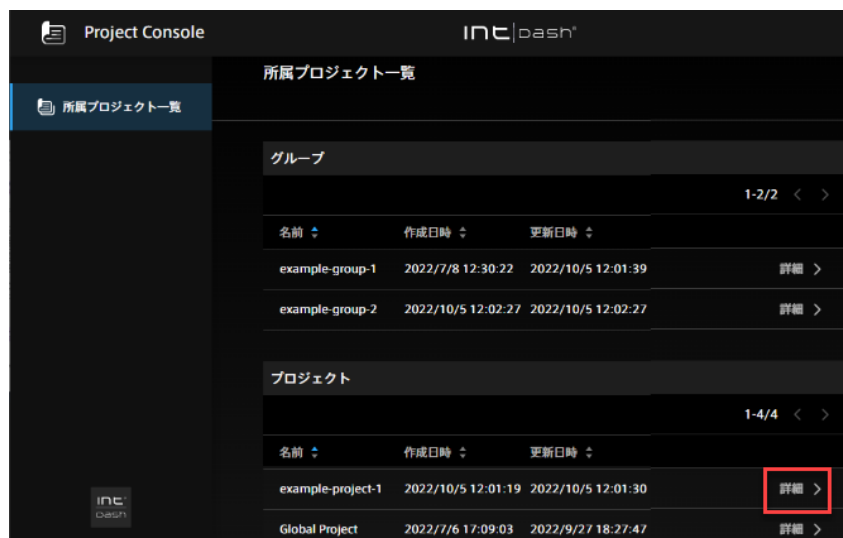 Project Console
INT|DASH®
所属プロジェクト一覧
所属プロジェクト一覧
グループ
1-2/2 < >
名前 作成日時 更新日時
example-group-1 2022/7/8 12:30:22 2022/10/5 12:01:39 詳細 >
example-group-2 2022/10/5 12:02:27 2022/10/5 12:02:27 詳細 >
プロジェクト
1-4/4 < >
名前 作成日時 更新日時
example-project-1 2022/10/5 12:01:19 2022/10/5 12:01:30 詳細 >
INT
DASH
Global Project 2022/7/6 17:09:03 2022/9/27 18:27:47 詳細 >